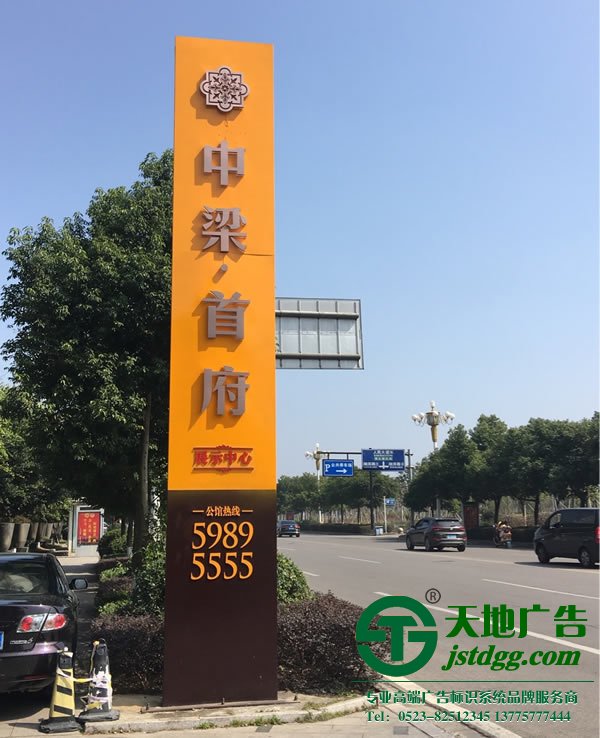 中梁·首府
展示中心
公馆热线
5989
5555
天地广告
®
jstdgg.com
专业高端广告标识系统品牌服务商
Tel：0523-82512345 13775777444